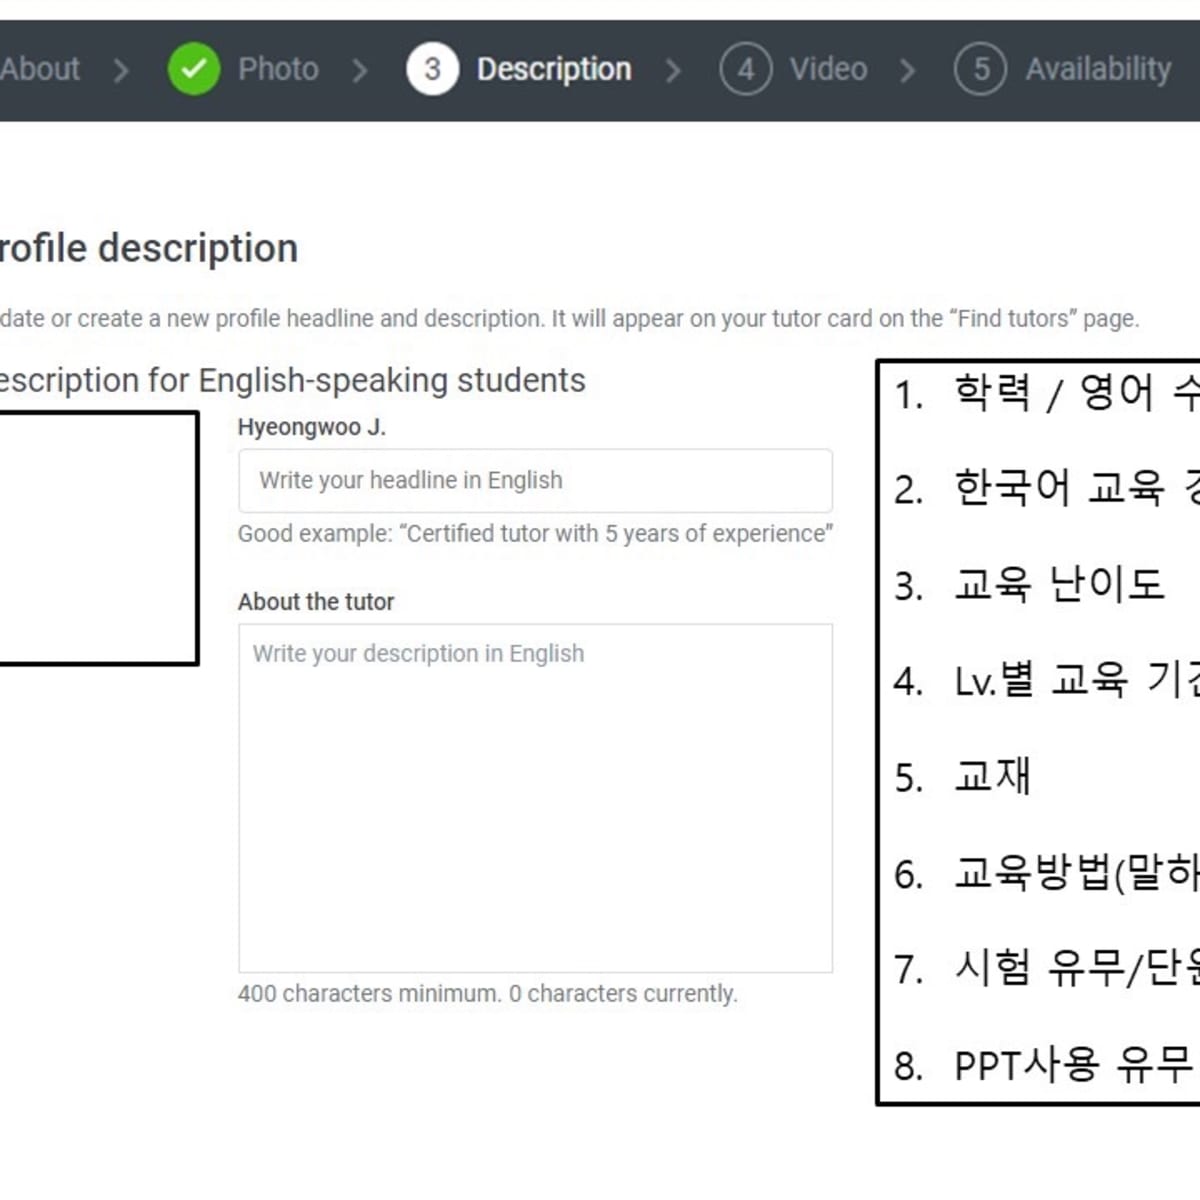 About > Photo > 3 Description > 4 Video > 5 Availability
rofile description
date or create a new profile headline and description. It will appear on your tutor card on the “Find tutors” page.
escription for English-speaking students
Hyeongwoo J.
Write your headline in English
Good example: “Certified tutor with 5 years of experience”
About the tutor
Write your description in English
400 characters minimum. 0 characters currently.
1. 학력 / 영어 수
2. 한국어 교육
3. 교육 난이도
4. Lv.별 교육 기간
5. 교재
6. 교육방법(말하
7. 시험 유무/단원
8. PPT사용 유무